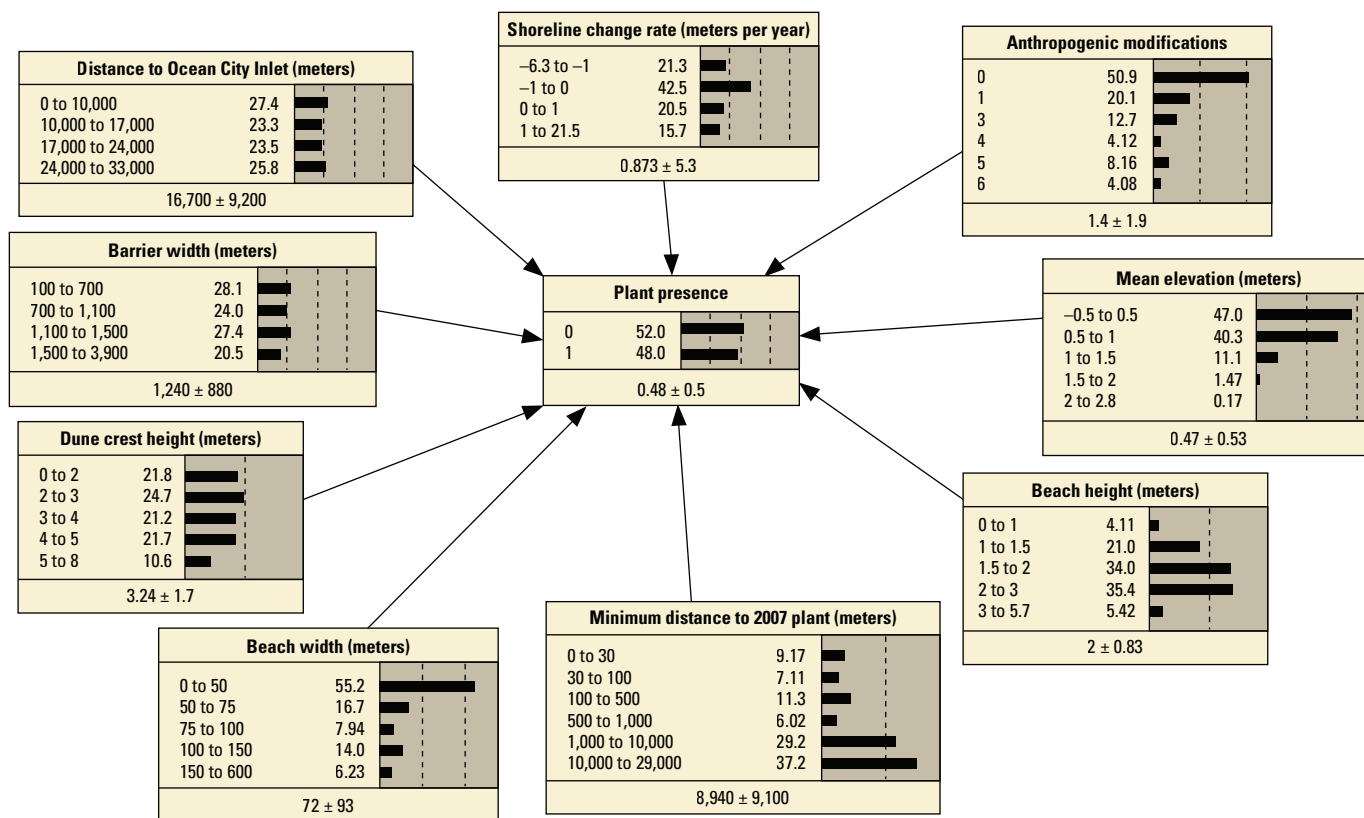 Shoreline change rate (meters per year)
–6.3 to –1 21.3
–1 to 0 42.5
0 to 1 20.5
1 to 21.5 15.7
0.873 ± 5.3
Distance to Ocean City Inlet (meters)
0 to 10,000 27.4
10,000 to 17,000 23.3
17,000 to 24,000 23.5
24,000 to 33,000 25.8
16,700 ± 9,200
Anthropogenic modifications
0 50.9
1 20.1
3 12.7
4 4.12
5 8.16
6 4.08
1.4 ± 1.9
Barrier width (meters)
100 to 700 28.1
700 to 1,100 24.0
1,100 to 1,500 27.4
1,500 to 3,900 20.5
1,240 ± 880
Plant presence
0 52.0
1 48.0
0.48 ± 0.5
Mean elevation (meters)
–0.5 to 0.5 47.0
0.5 to 1 40.3
1 to 1.5 11.1
1.5 to 2 1.47
2 to 2.8 0.17
0.47 ± 0.53
Dune crest height (meters)
0 to 2 21.8
2 to 3 24.7
3 to 4 21.2
4 to 5 21.7
5 to 8 10.6
3.24 ± 1.7
Beach height (meters)
0 to 1 4.11
1 to 1.5 21.0
1.5 to 2 34.0
2 to 3 35.4
3 to 5.7 5.42
2 ± 0.83
Beach width (meters)
0 to 50 55.2
50 to 75 16.7
75 to 100 7.94
100 to 150 14.0
150 to 600 6.23
72 ± 93
Minimum distance to 2007 plant (meters)
0 to 30 9.17
30 to 100 7.11
100 to 500 11.3
500 to 1,000 6.02
1,000 to 10,000 29.2
10,000 to 29,000 37.2
8,940 ± 9,100